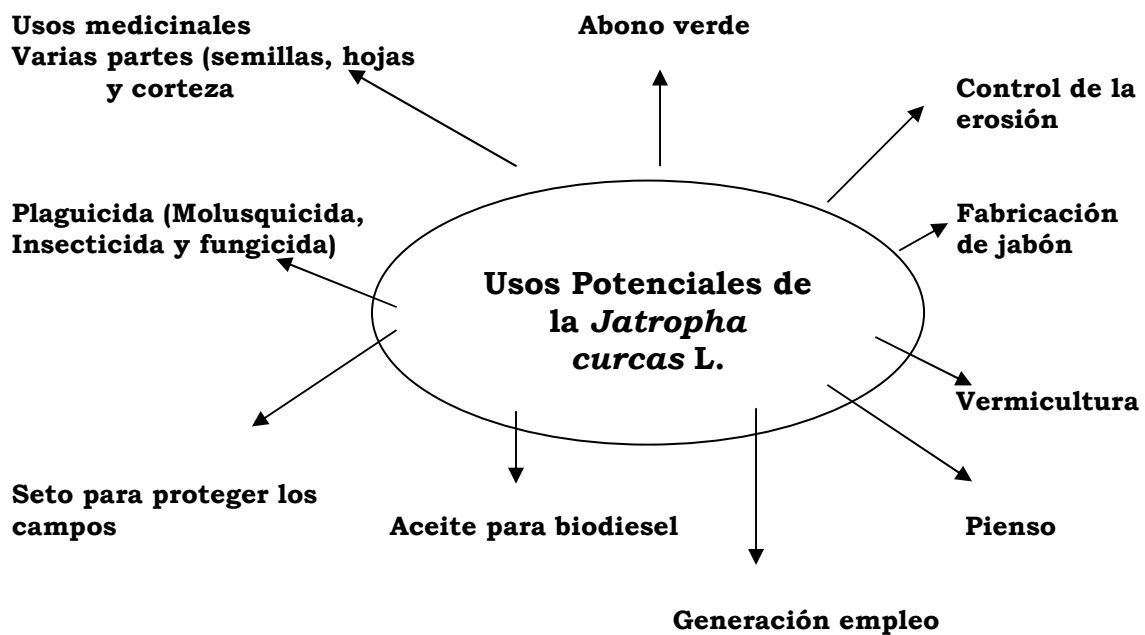 Usos medicinales
Varias partes (semillas, hojas
y corteza
Abono verde
Control de la
erosión
Plaguicida (Molusquicida,
Insecticida y fungicida)
Fabricación
de jabón
Usos Potenciales de
la Jatropha
curcas L.
Vermicultura
Seto para proteger los
campos
Aceite para biodiesel
Pienso
Generación empleo